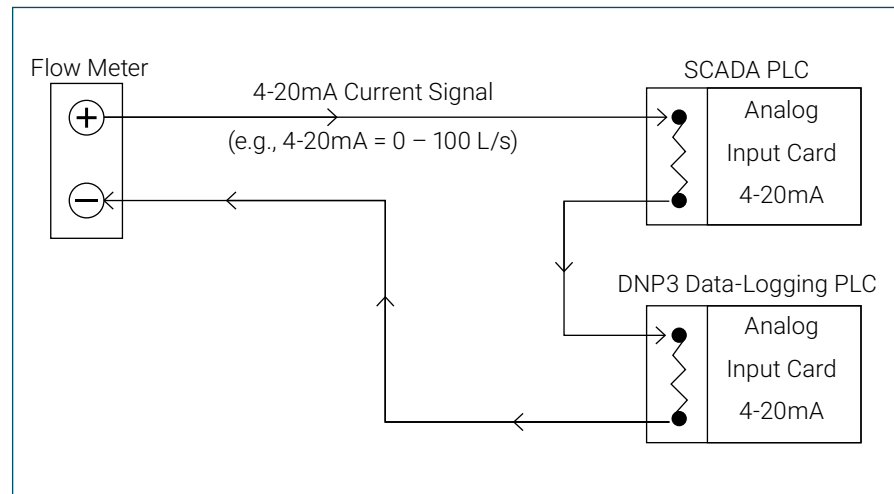 Flow Meter
4-20mA Current Signal
(e.g., 4-20mA = 0 – 100 L/s)
SCADA PLC
Analog
Input Card
4-20mA
DNP3 Data-Logging PLC
Analog
Input Card
4-20mA